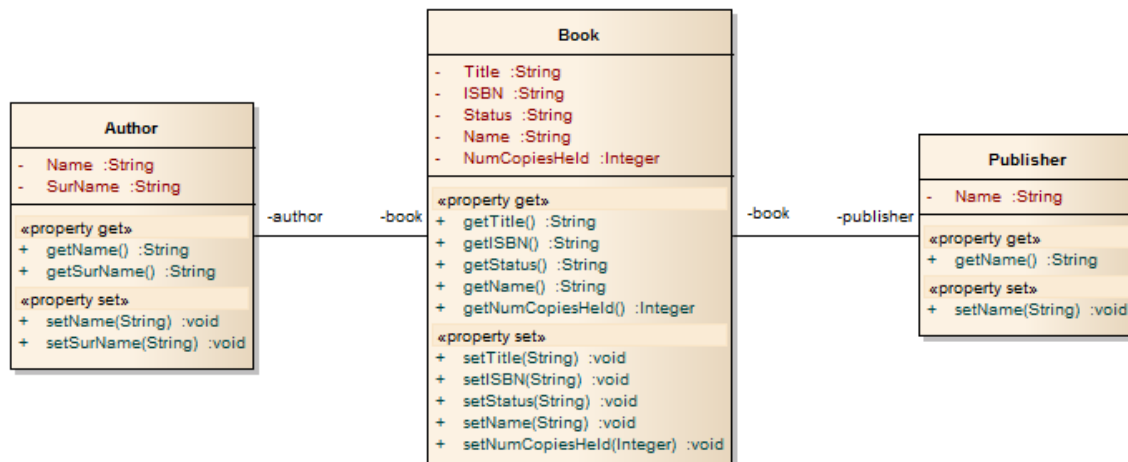 Author
- Name :String
- SurName :String
«property get»
+ getName() :String
+ getSurName() :String
«property set»
+ setName(String) :void
+ setSurName(String) :void
-author
-book
Book
- Title :String
- ISBN :String
- Status :String
- Name :String
- NumCopiesHeld :Integer
«property get»
+ getTitle() :String
+ getISBN() :String
+ getStatus() :String
+ getName() :String
+ getNumCopiesHeld() :Integer
«property set»
+ setTitle(String) :void
+ setISBN(String) :void
+ setStatus(String) :void
+ setName(String) :void
+ setNumCopiesHeld(Integer) :void
-book
-publisher
Publisher
- Name :String
«property get»
+ getName() :String
«property set»
+ setName(String) :void